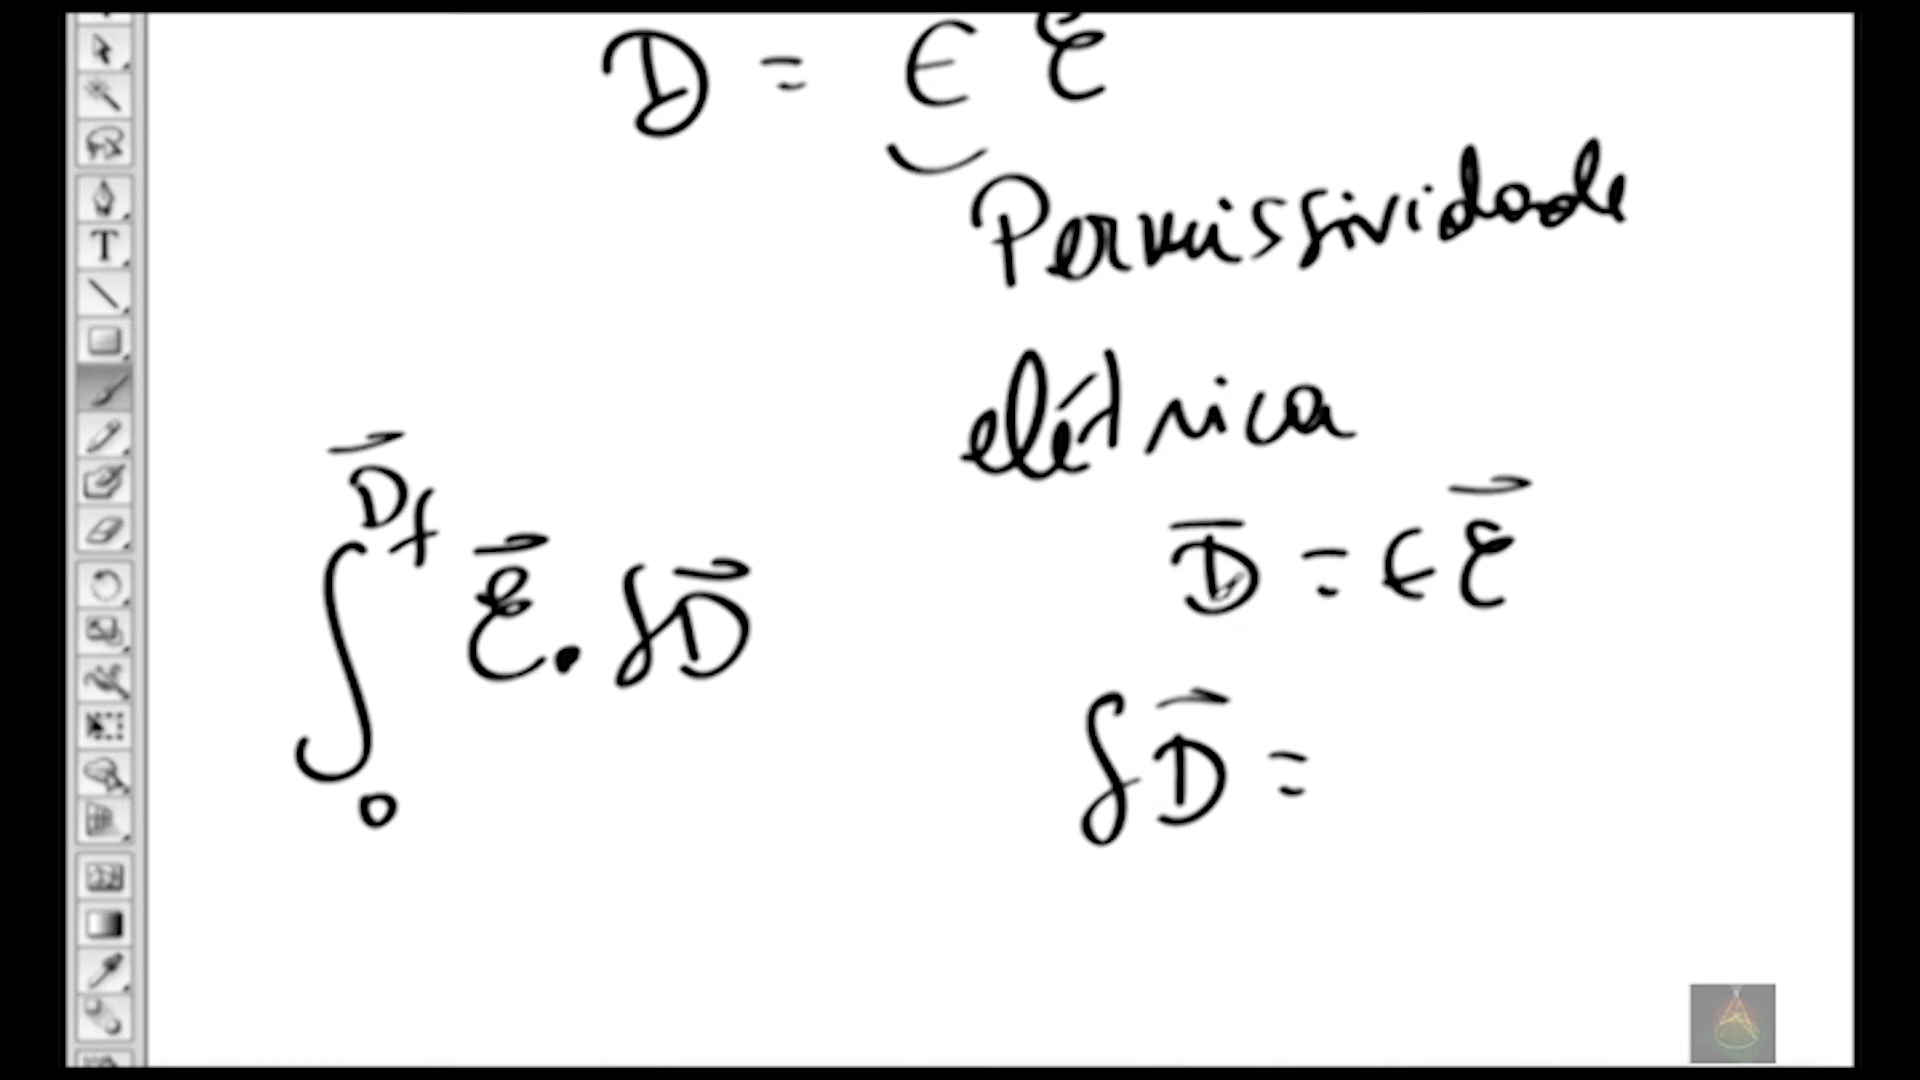 D = ϵ ℰ
Permissividade
elétrica
D⃗f
∫ ℰ⃗ . δD⃗
0
D̅ = ϵ ℰ⃗
δD⃗ =
T